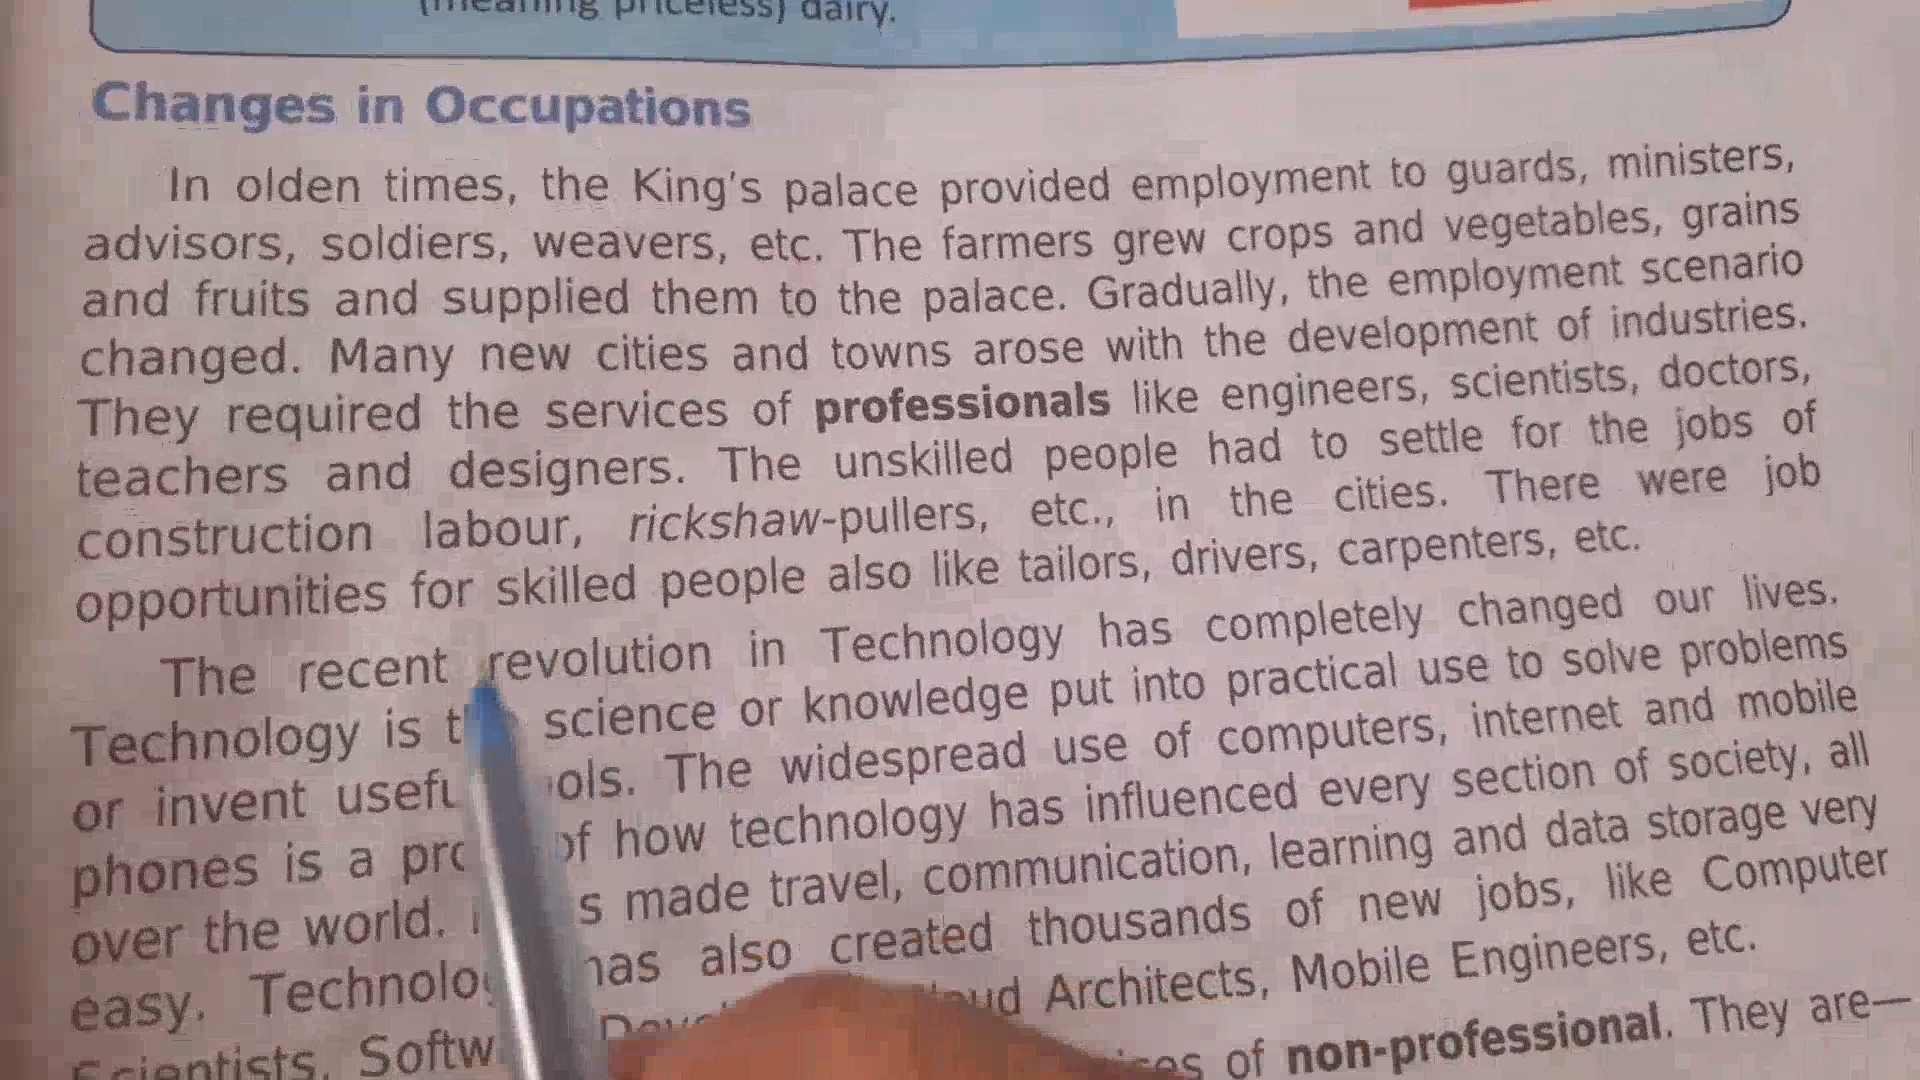 (meaning priceless) dairy.
Changes in Occupations
In olden times, the King's palace provided employment to guards, ministers,
advisors, soldiers, weavers, etc. The farmers grew crops and vegetables, grains
and fruits and supplied them to the palace. Gradually, the employment scenario
changed. Many new cities and towns arose with the development of industries.
They required the services of professionals like engineers, scientists, doctors,
teachers and designers. The unskilled people had to settle for the jobs of
construction labour, rickshaw-pullers, etc., in the cities. There were job
opportunities for skilled people also like tailors, drivers, carpenters, etc.
The recent revolution in Technology has completely changed our lives.
Technology is science or knowledge put into practical use to solve problems
or invent The widespread use of computers, internet and mobile
phones is a how technology has influenced every section of society, all
over the world. made travel, communication, learning and data storage very
easy. has also created thousands of new jobs, like Computer
Scientists, Architects, Mobile Engineers, etc.
of non-professional. They are—